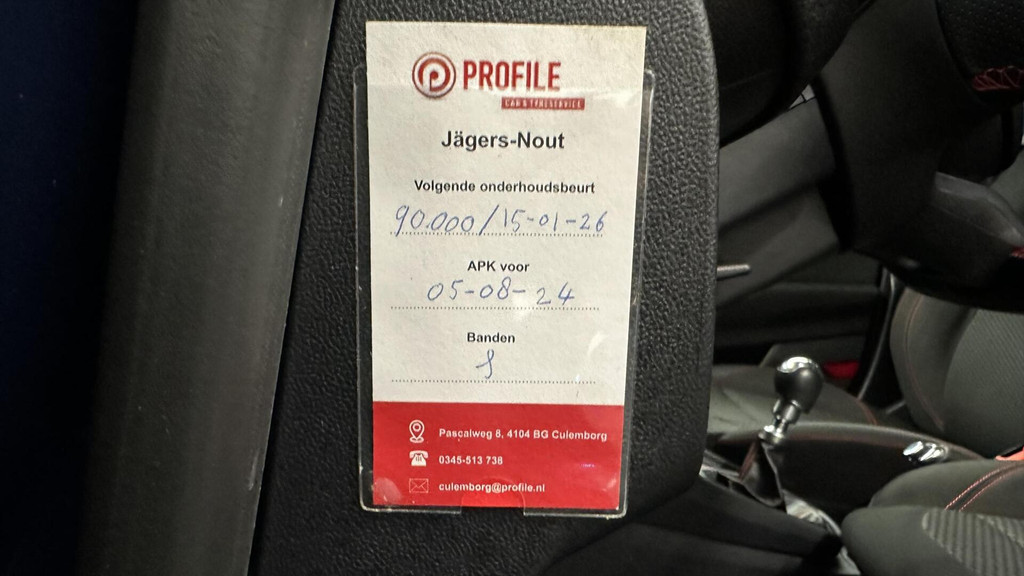 PROFILE
CAR & TYRESERVICE
Jägers-Nout
Volgende onderhoudsbeurt
90.000/15-01-26
APK voor
05-08-24
Banden
Pascalweg 8, 4104 BG Culemborg
0345-513 738
culemborg@profile.nl